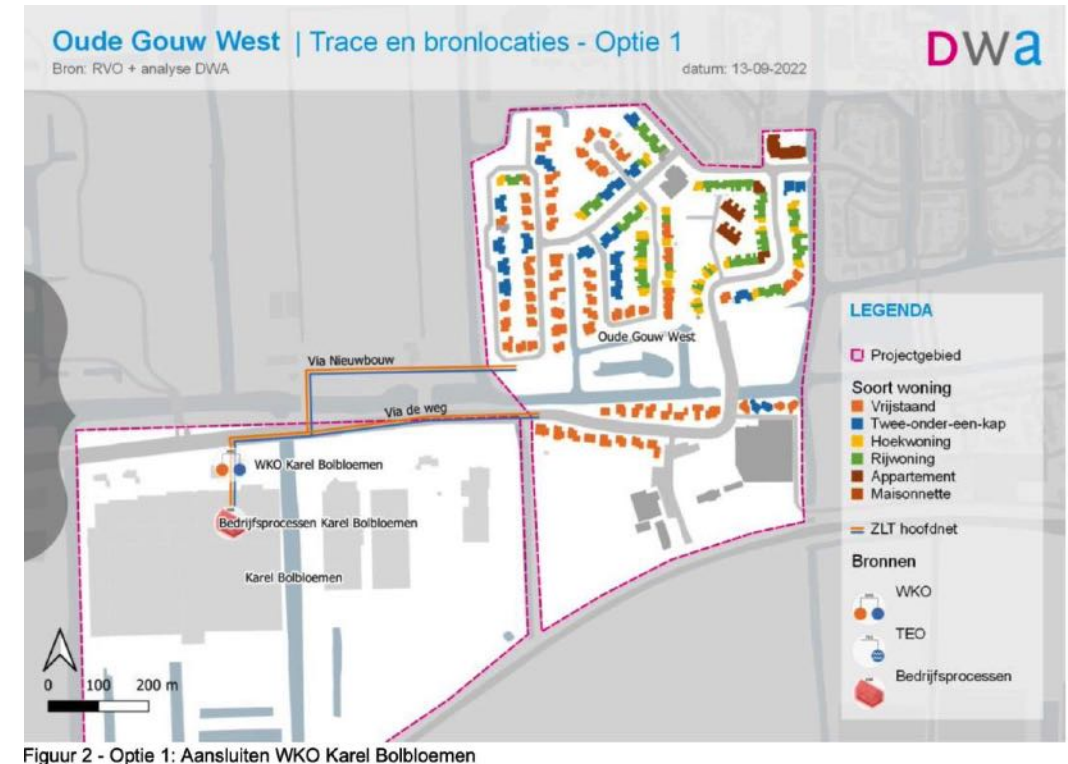 Oude Gouw West | Trace en bronlocaties - Optie 1
Bron: RVO + analyse DWA
datum: 13-09-2022
DWa
Oude Gouw West
Via Nieuwbouw
Via de weg
WKO Karel Bolbloemen
Bedrijfsprocessen Karel Bolbloemen
Karel Bolbloemen
0 100 200 m
LEGENDA
Projectgebied
Soort woning
Vrijstaand
Twee-onder-een-kap
Hoekwoning
Rijwoning
Appartement
Maisonnette
ZLT hoofdnet
Bronnen
WKO
TEO
Bedrijfsprocessen
Figuur 2 - Optie 1: Aansluiten WKO Karel Bolbloemen